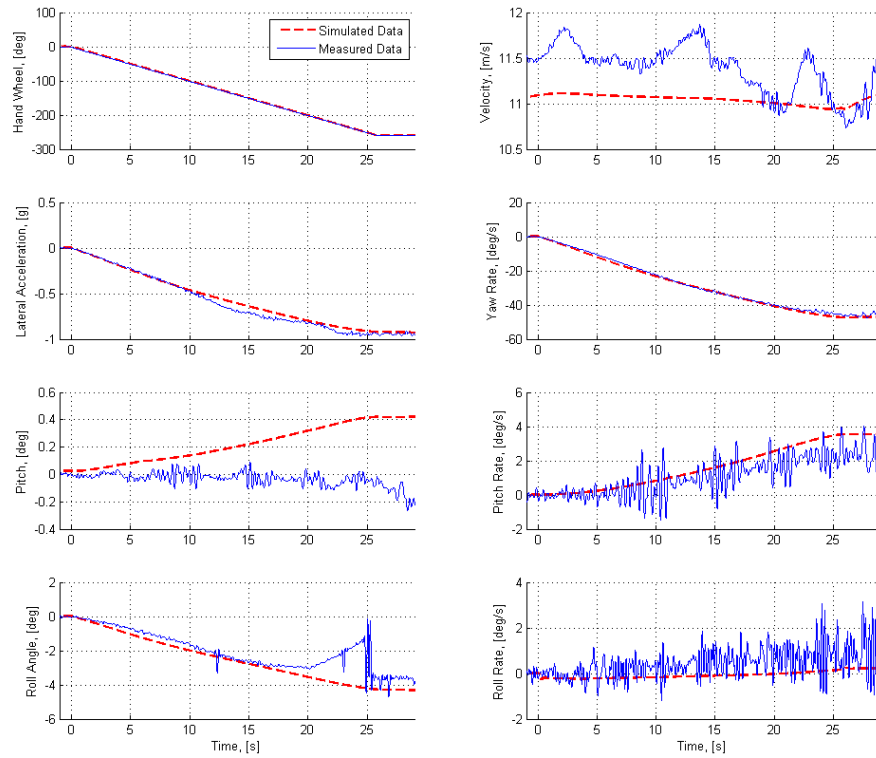 100
0
-100
-200
-300
0 5 10 15 20 25
Hand Wheel, [deg]
Simulated Data
Measured Data
12
11.5
11
10.5
0 5 10 15 20 25
Velocity, [m/s]
0.5
0
-0.5
-1
0 5 10 15 20 25
Lateral Acceleration, [g]
20
0
-20
-40
-60
0 5 10 15 20 25
Yaw Rate, [deg/s]
0.6
0.4
0.2
0
-0.2
-0.4
0 5 10 15 20 25
Pitch, [deg]
6
4
2
0
-2
0 5 10 15 20 25
Pitch Rate, [deg/s]
2
0
-2
-4
-6
0 5 10 15 20 25
Roll Angle, [deg]
Time, [s]
4
2
0
-2
0 5 10 15 20 25
Roll Rate, [deg/s]
Time, [s]